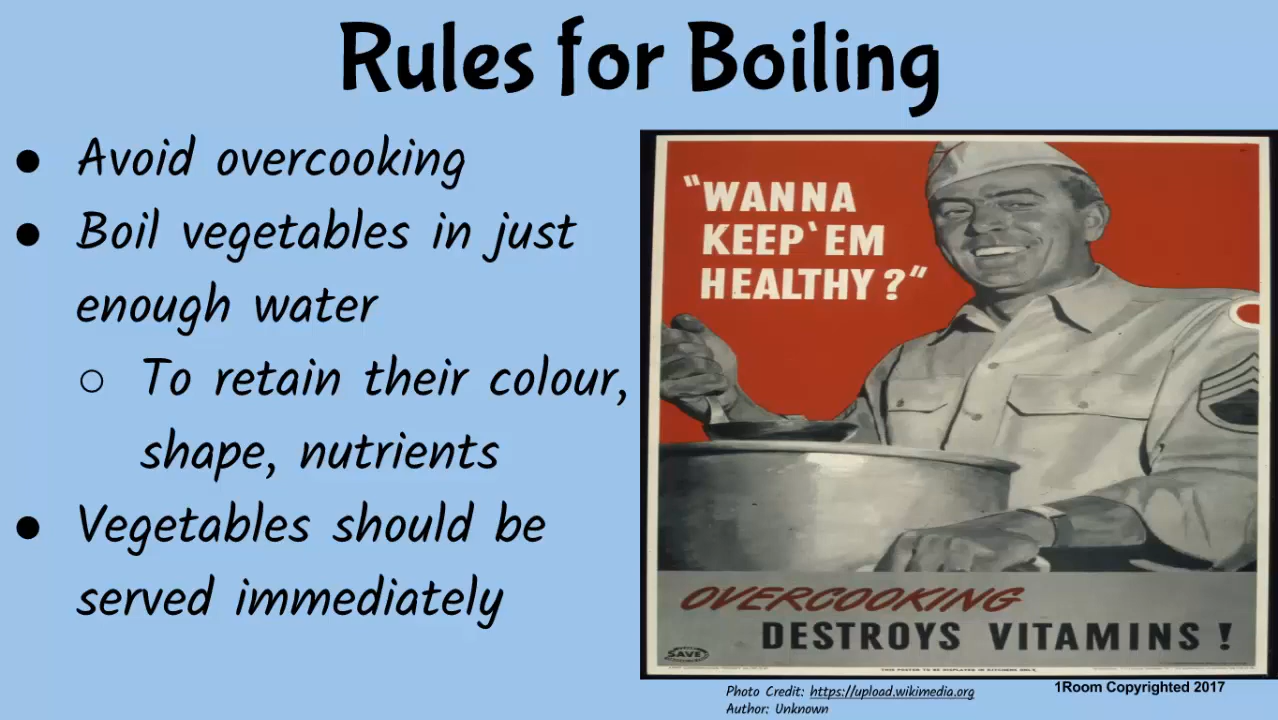 Rules for Boiling
● Avoid overcooking
● Boil vegetables in just
enough water
○ To retain their colour,
shape, nutrients
● Vegetables should be
served immediately
"WANNA
KEEP 'EM
HEALTHY?"
OVERCOOKING
DESTROYS VITAMINS!
SAVE
Photo Credit: https://upload.wikimedia.org
Author: Unknown
1Room Copyrighted 2017